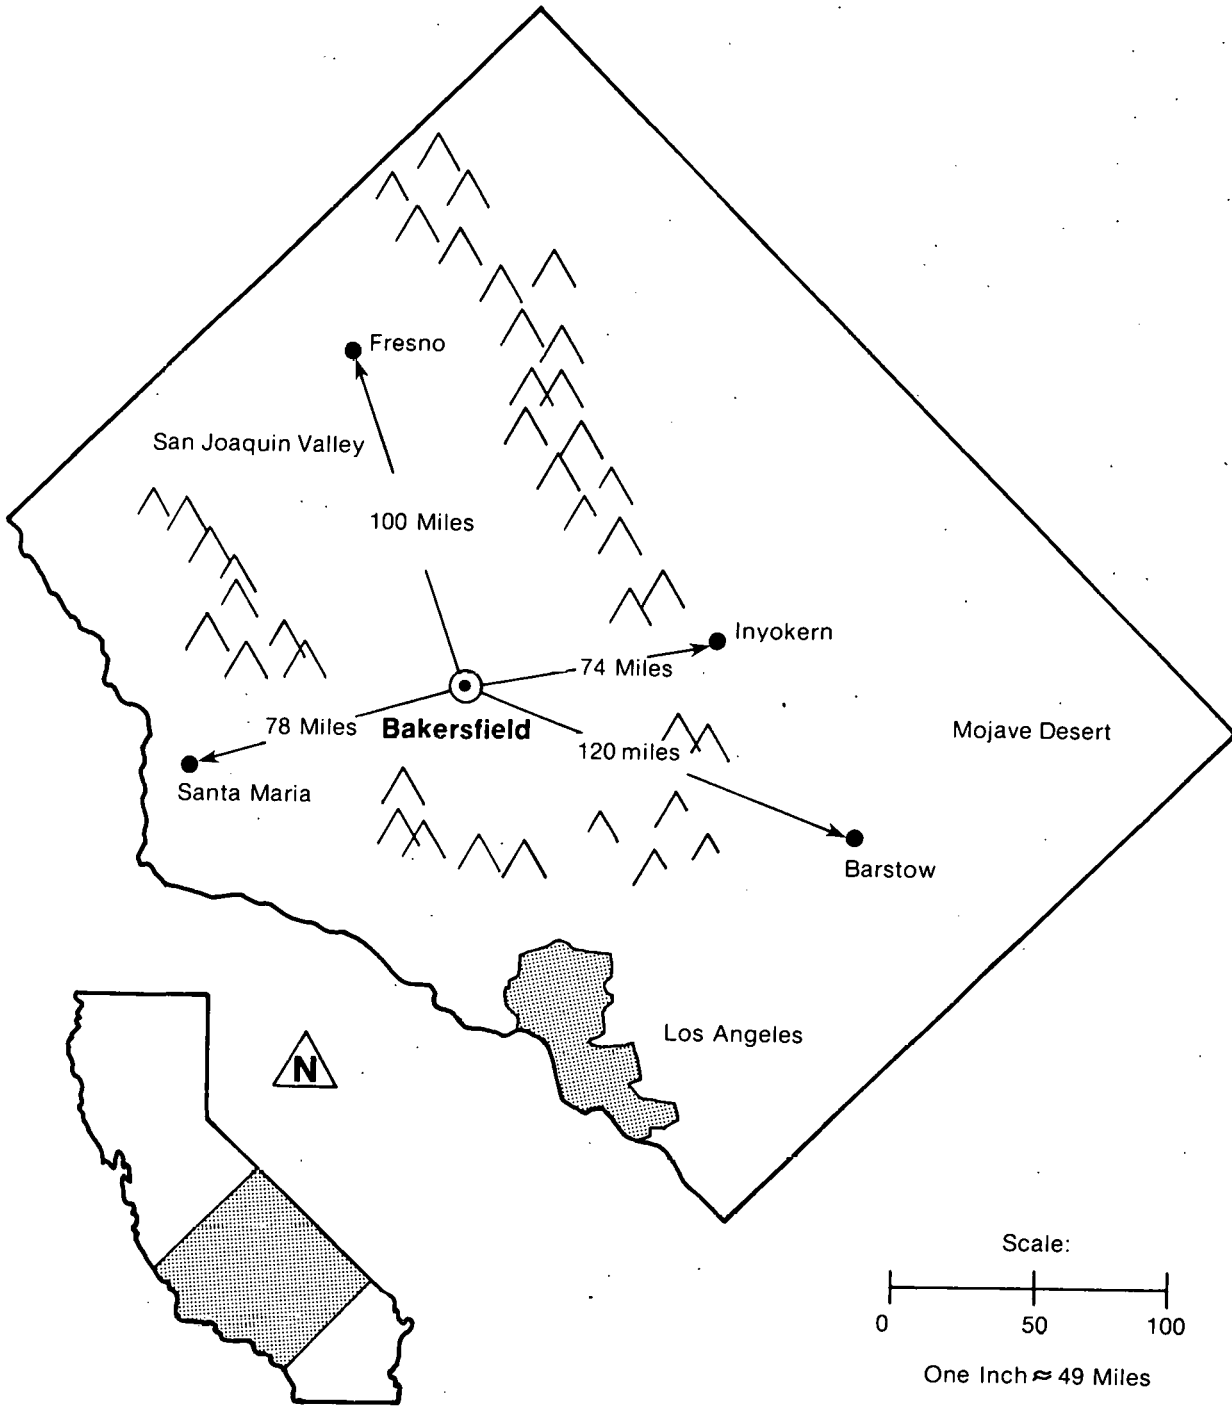 Fresno
San Joaquin Valley
100 Miles
Inyokern
74 Miles
78 Miles
Bakersfield
120 miles
Mojave Desert
Santa Maria
Barstow
Los Angeles
N
Scale:
0 50 100
One Inch ≈ 49 Miles